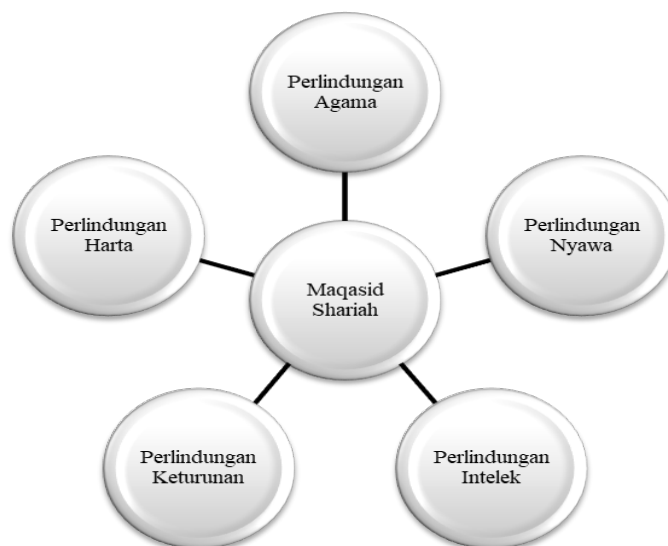 Perlindungan
Agama
Perlindungan
Harta
Perlindungan
Nyawa
Maqasid
Shariah
Perlindungan
Keturunan
Perlindungan
Intelek